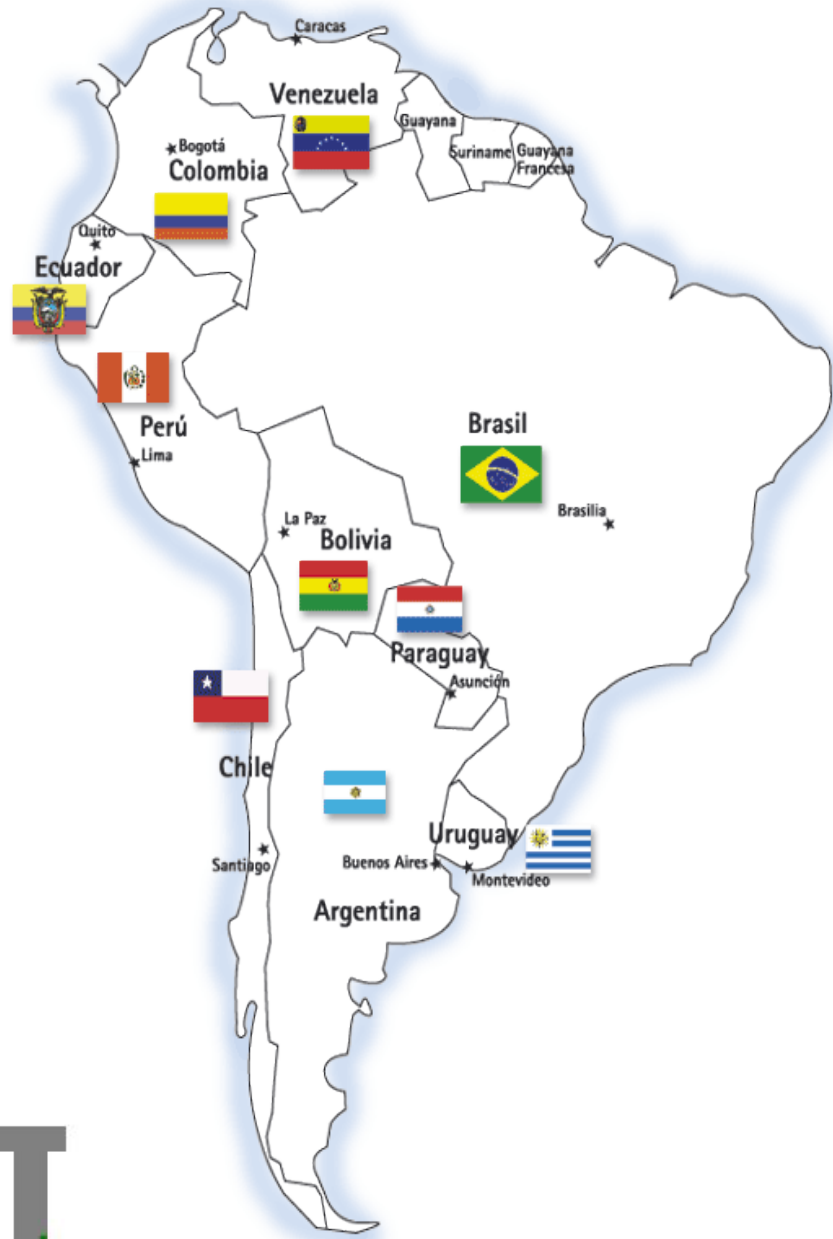 Caracas
Venezuela
Guayana
Suriname
Guayana
Francesa
Bogotá
Colombia
Quito
Ecuador
Perú
Lima
Brasil
Brasilia
La Paz
Bolivia
Paraguay
Asunción
Chile
Santiago
Uruguay
Buenos Aires
Montevideo
Argentina
T